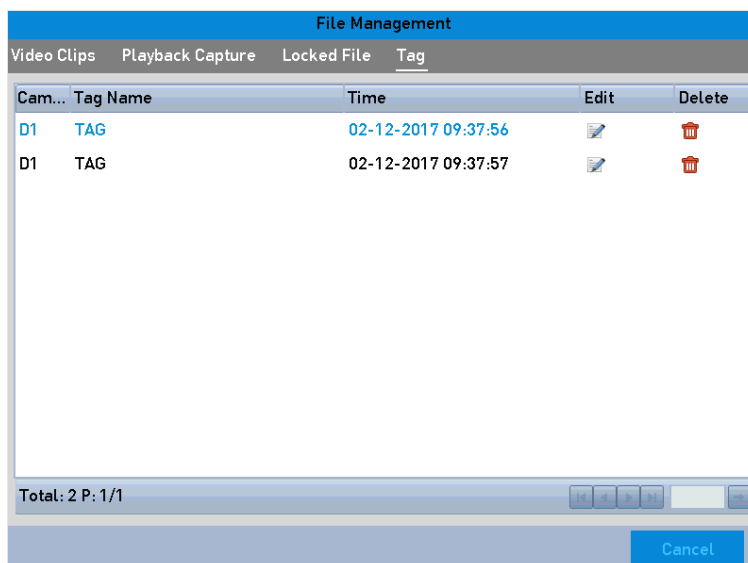 File Management
Video Clips Playback Capture Locked File Tag
Cam... Tag Name Time Edit Delete
D1 TAG 02-12-2017 09:37:56
D1 TAG 02-12-2017 09:37:57
Total: 2 P: 1/1
Cancel